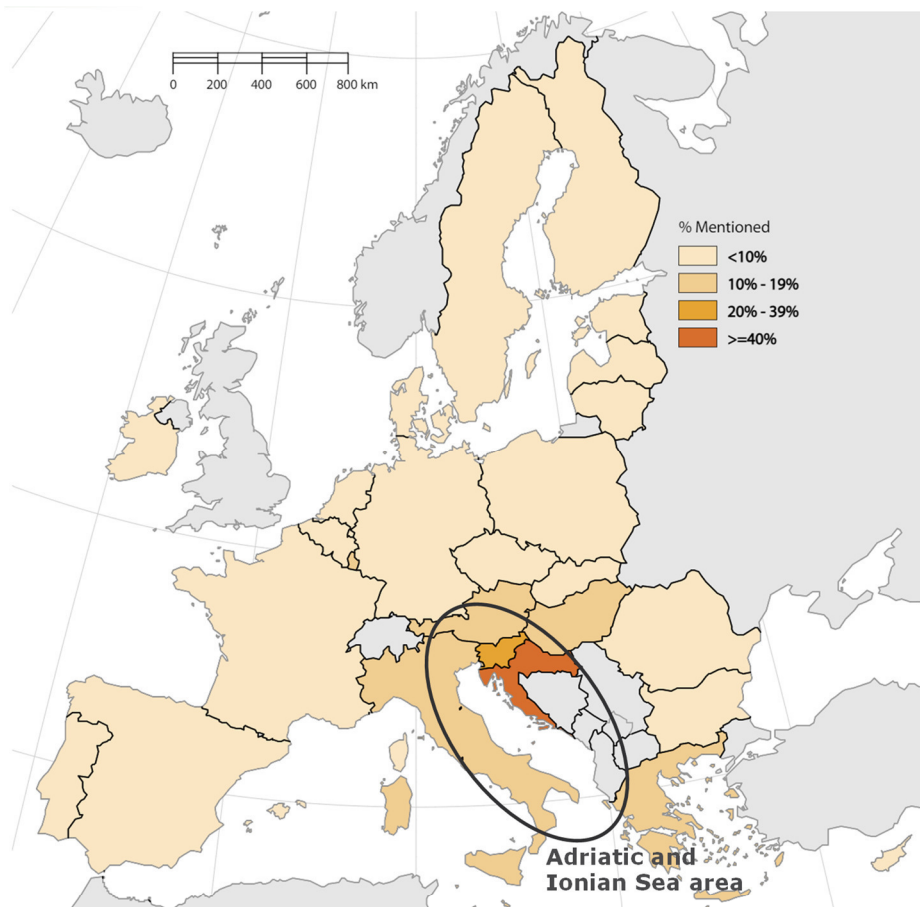 0 200 400 600 800 km
% Mentioned
<10%
10% - 19%
20% - 39%
>=40%
Adriatic and
Ionian Sea area